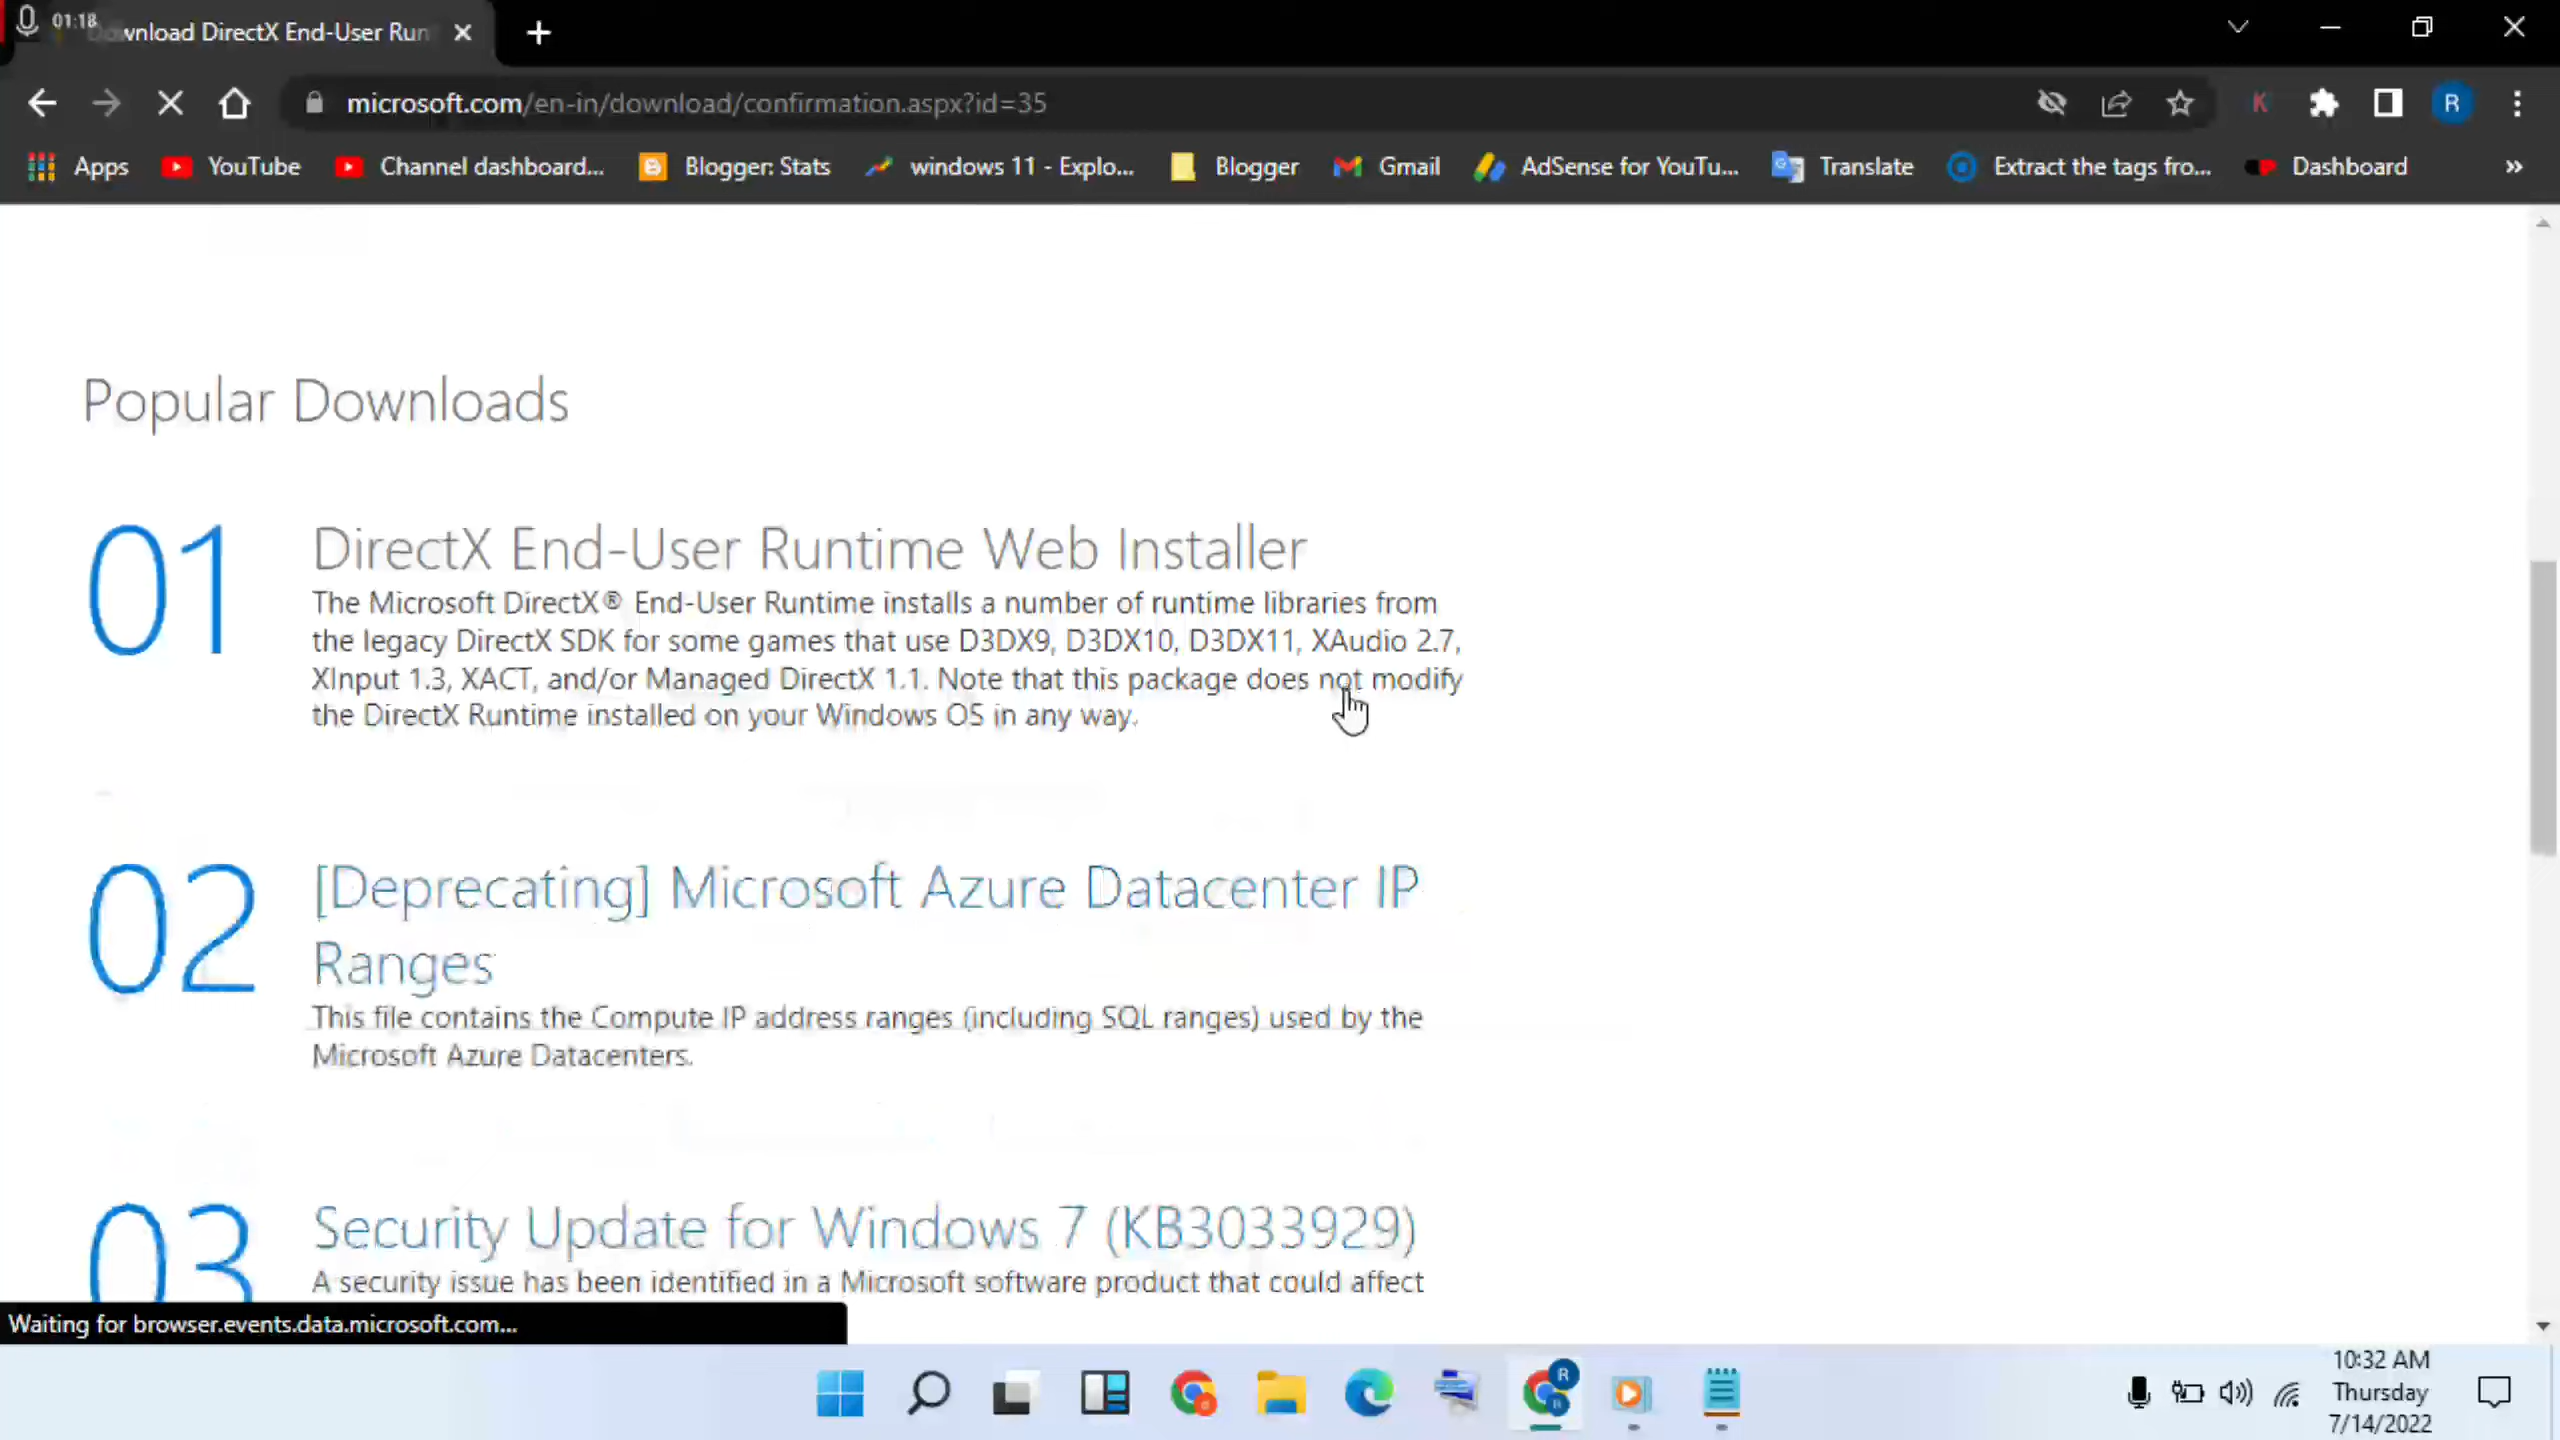 01:18
wnload DirectX End-User Run
microsoft.com/en-in/download/confirmation.aspx?id=35
K
R
Apps
YouTube
Channel dashboard...
Blogger: Stats
windows 11 - Explo...
Blogger
Gmail
AdSense for YouTu...
Translate
Extract the tags fro...
Dashboard
»
Popular Downloads
01
DirectX End-User Runtime Web Installer
The Microsoft DirectX® End-User Runtime installs a number of runtime libraries from
the legacy DirectX SDK for some games that use D3DX9, D3DX10, D3DX11, XAudio 2.7,
XInput 1.3, XACT, and/or Managed DirectX 1.1. Note that this package does not modify
the DirectX Runtime installed on your Windows OS in any way.
02
[Deprecating] Microsoft Azure Datacenter IP
Ranges
This file contains the Compute IP address ranges (including SQL ranges) used by the
Microsoft Azure Datacenters.
03
Security Update for Windows 7 (KB3033929)
A security issue has been identified in a Microsoft software product that could affect
Waiting for browser.events.data.microsoft.com...
R
R
10:32 AM
Thursday
7/14/2022